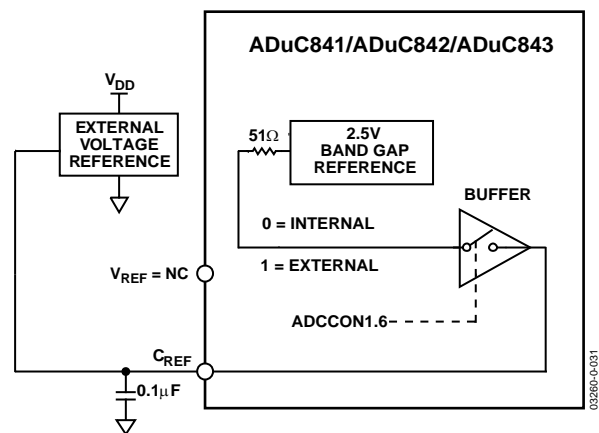 ADuC841/ADuC842/ADuC843
VDD
EXTERNAL
VOLTAGE
REFERENCE
51Ω
2.5V
BAND GAP
REFERENCE
BUFFER
0 = INTERNAL
1 = EXTERNAL
VREF = NC
ADCCON1.6
CREF
0.1μF
03260-0-031